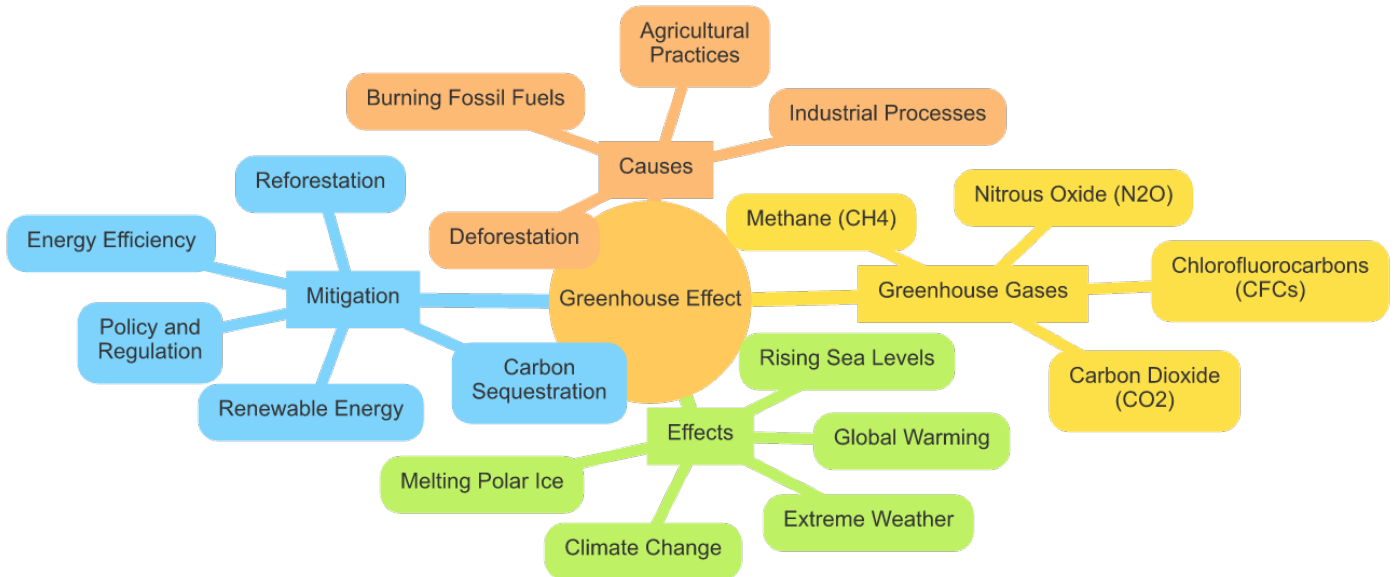 Agricultural
Practices
Burning Fossil Fuels
Industrial Processes
Causes
Deforestation
Reforestation
Energy Efficiency
Mitigation
Policy and
Regulation
Renewable Energy
Carbon
Sequestration
Greenhouse Effect
Methane (CH4)
Nitrous Oxide (N2O)
Greenhouse Gases
Chlorofluorocarbons
(CFCs)
Carbon Dioxide
(CO2)
Rising Sea Levels
Effects
Global Warming
Melting Polar Ice
Extreme Weather
Climate Change